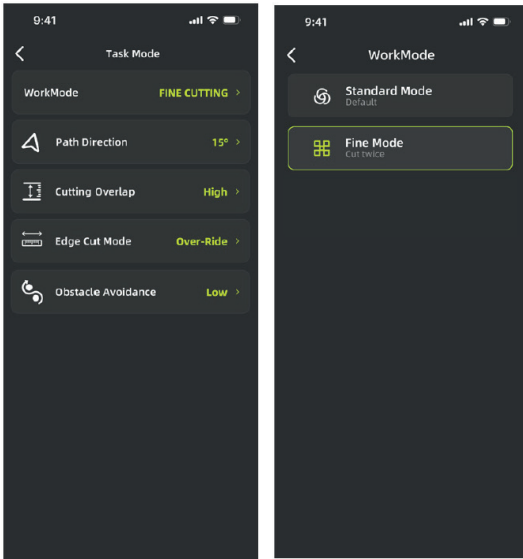 9:41
Task Mode
WorkMode FINE CUTTING >
Path Direction 15° >
Cutting Overlap High >
Edge Cut Mode Over-Ride >
Obstacle Avoidance Low >
9:41
WorkMode
Standard Mode
Default
Fine Mode
Cut twice